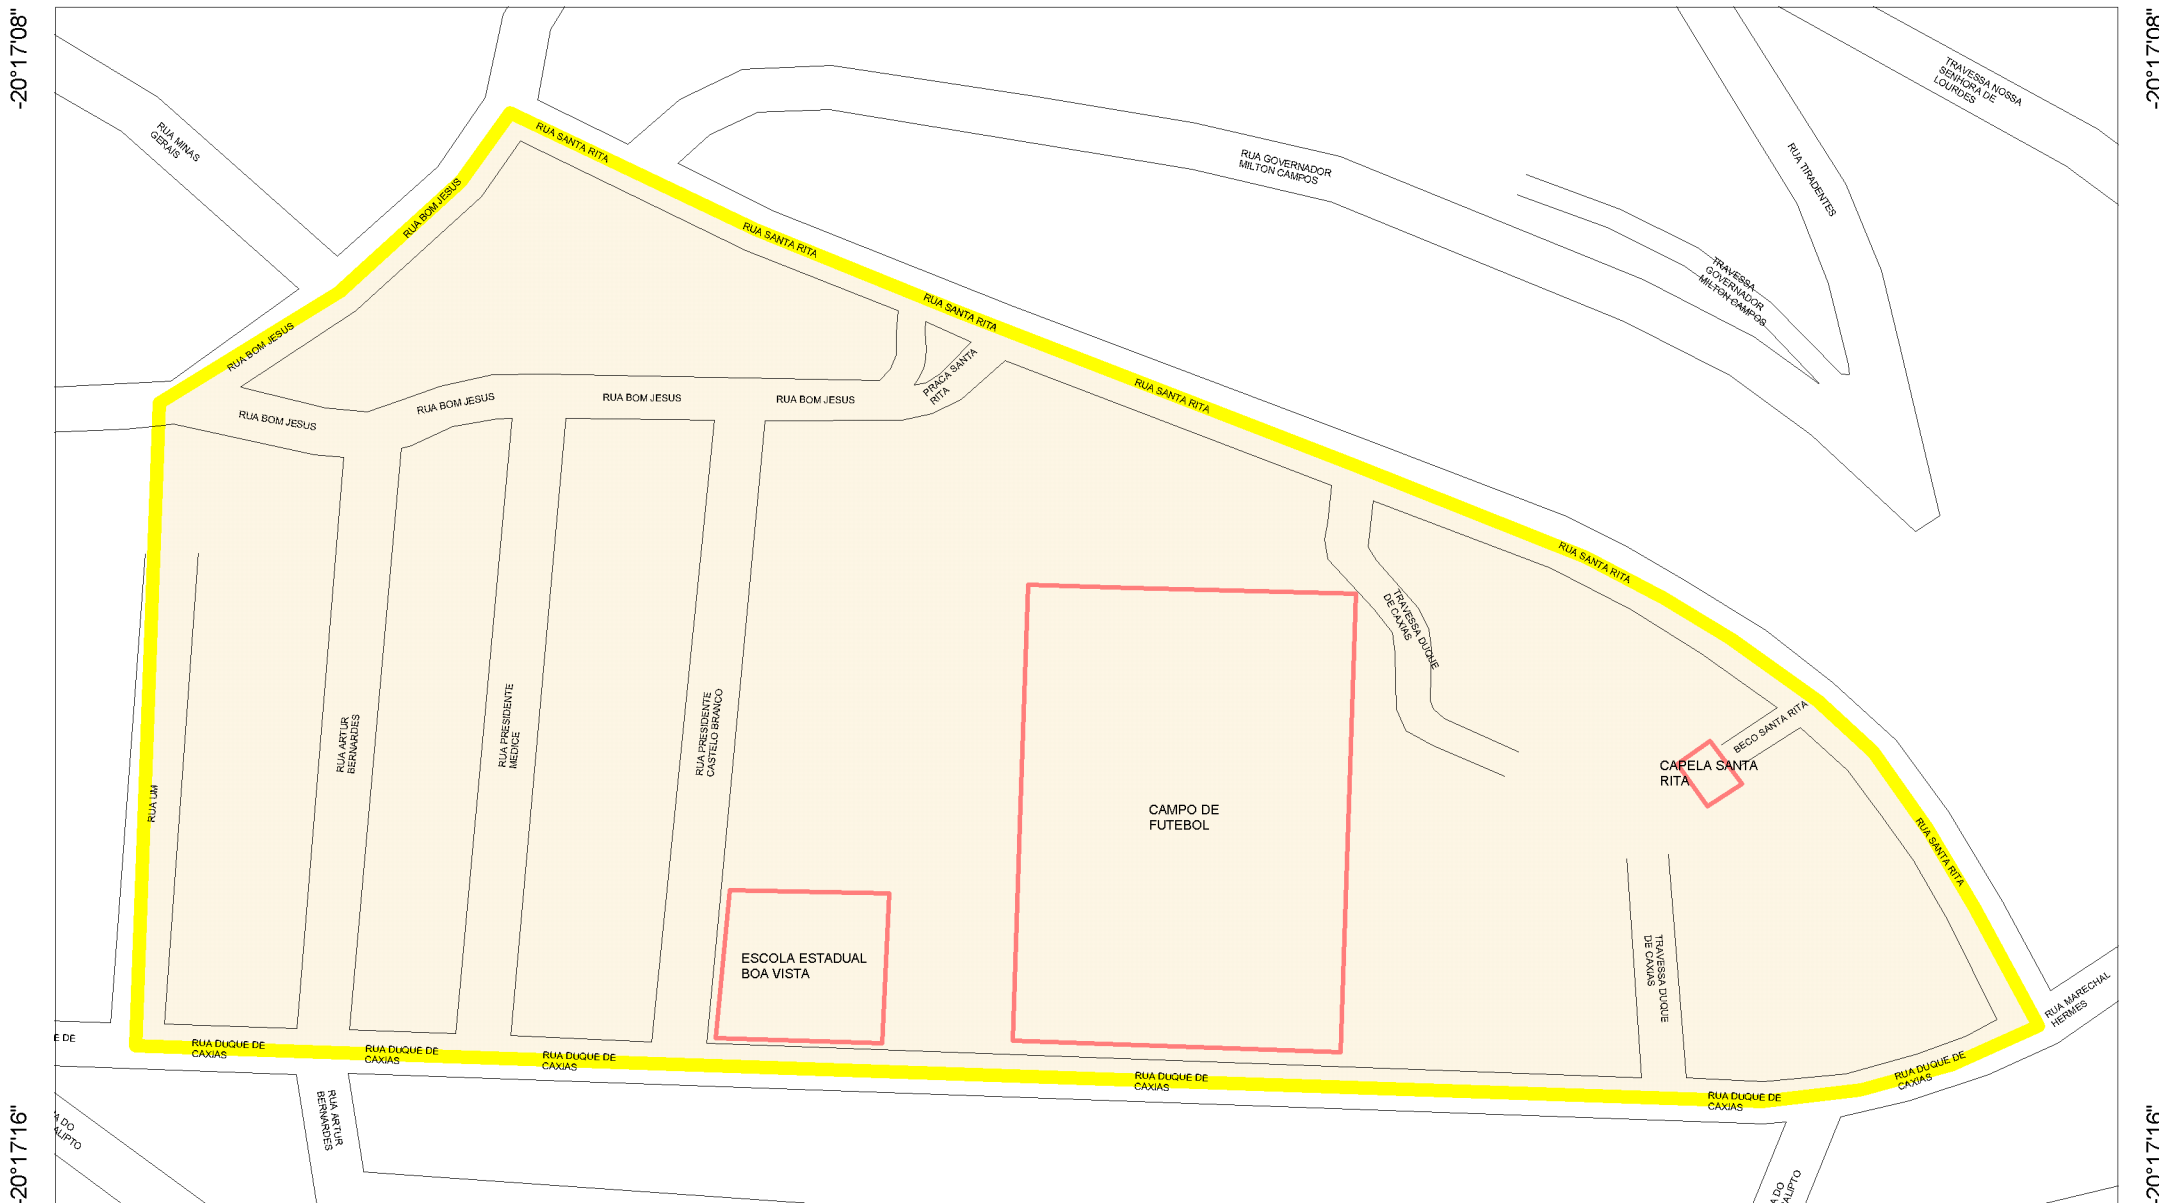 -20°17'08"
-20°17'08"
TRAVESSA NOSSA
SENHORA DE
LOURDES
RUA MINAS
GERAIS
RUA SANTA RITA
RUA GOVERNADOR
MILTON CAMPOS
RUA TIRADENTES
RUA BOM JESUS
RUA SANTA RITA
TRAVESSA
GOVERNADOR
MILTON CAMPOS
RUA SANTA RITA
RUA BOM JESUS
PRACA SANTA
RITA
RUA SANTA RITA
RUA BOM JESUS
RUA BOM JESUS
RUA BOM JESUS
RUA BOM JESUS
RUA SANTA RITA
TRAVESSA DUQUE
DE CAXIAS
RUA UM
RUA ARTUR
BERNARDES
RUA PRESIDENTE
MEDICE
RUA PRESIDENTE
CASTELO BRANCO
BECO SANTA RITA
CAPELA SANTA
RITA
CAMPO DE
FUTEBOL
RUA SANTA RITA
ESCOLA ESTADUAL
BOA VISTA
TRAVESSA DUQUE
DE CAXIAS
RUA MARECHAL
HERMES
E DE
RUA DUQUE DE
CAXIAS
RUA DUQUE DE
CAXIAS
RUA DUQUE DE
CAXIAS
RUA DUQUE DE
CAXIAS
RUA DUQUE DE
CAXIAS
RUA DUQUE DE
CAXIAS
RUA ARTUR
BERNARDES
A DO
ALIPTO
A DO
ALIPTO
-20°17'16"
-20°17'16"